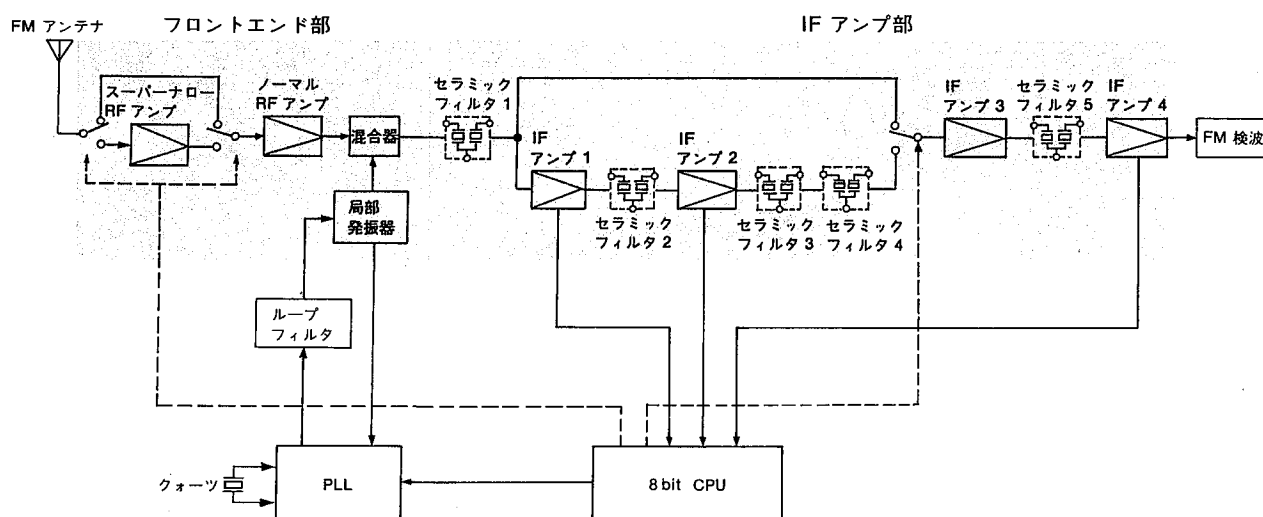 FM アンテナ
フロントエンド部
IF アンプ部
スーパーナロー
RF アンプ
ノーマル
RF アンプ
混合器
セラミック
フィルタ 1
IF
アンプ 1
セラミック
フィルタ 2
IF
アンプ 2
セラミック
フィルタ 3
セラミック
フィルタ 4
IF
アンプ 3
セラミック
フィルタ 5
IF
アンプ 4
FM 検波
局部
発振器
ループ
フィルタ
クォーツ
PLL
8 bit CPU